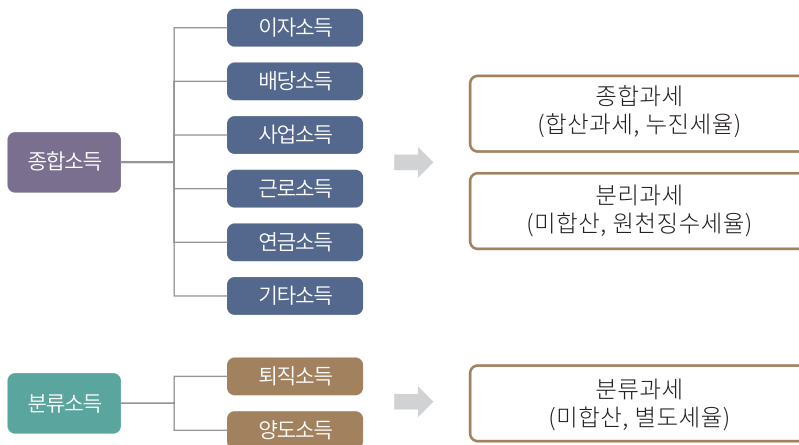 종합소득
이자소득
배당소득
사업소득
근로소득
연금소득
기타소득
종합과세
(합산과세, 누진세율)
분리과세
(미합산, 원천징수세율)
분류소득
퇴직소득
양도소득
분류과세
(미합산, 별도세율)